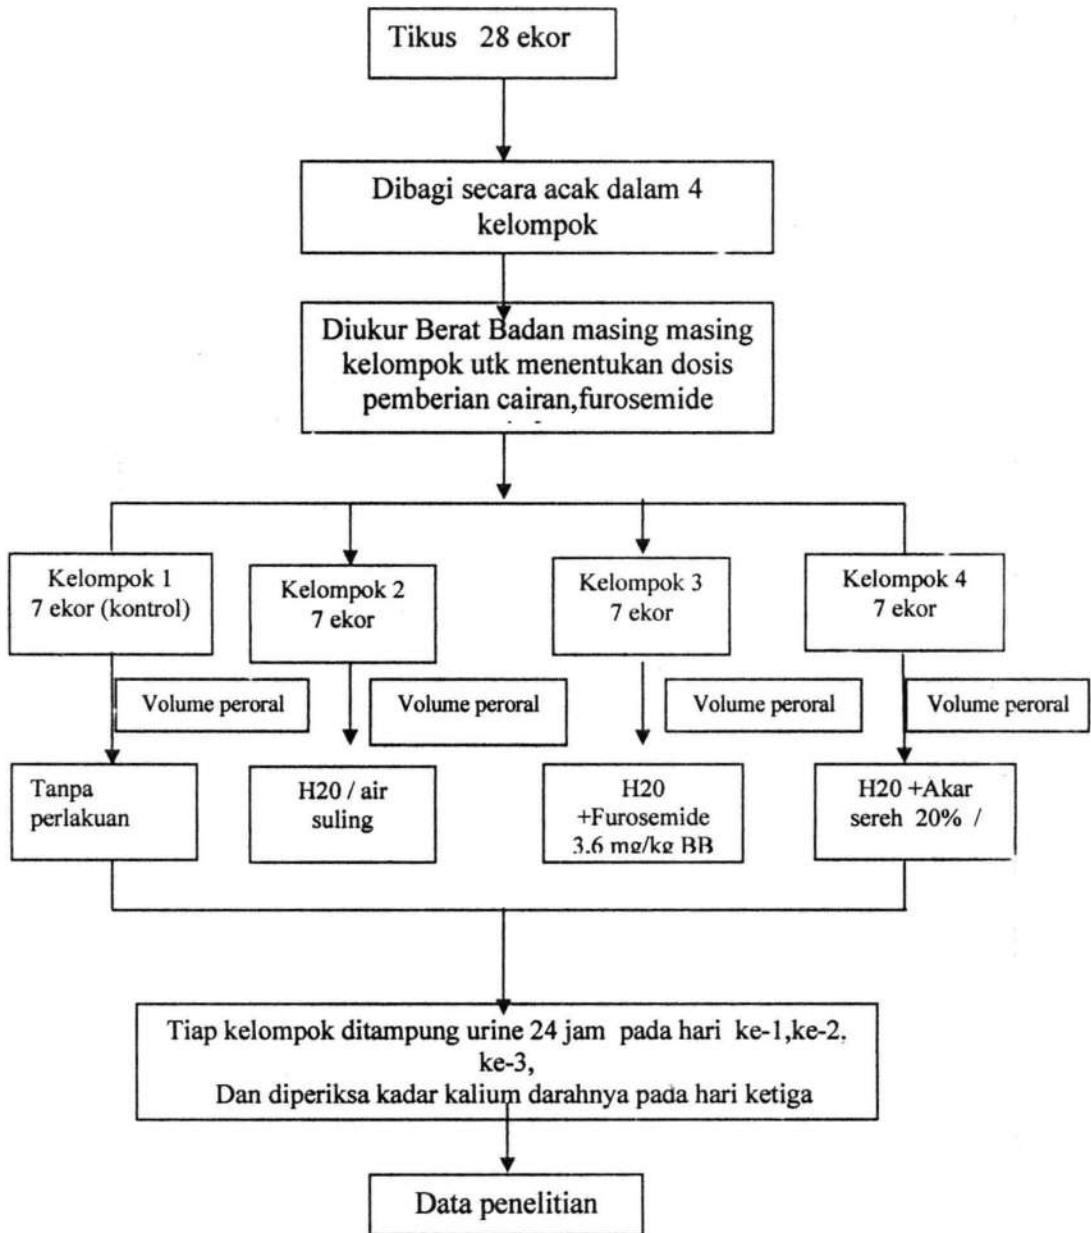 Tikus 28 ekor
Dibagi secara acak dalam 4
kelompok
Diukur Berat Badan masing masing
kelompok utk menentukan dosis
pemberian cairan,furosemide
Kelompok 1
7 ekor (kontrol)
Kelompok 2
7 ekor
Kelompok 3
7 ekor
Kelompok 4
7 ekor
Volume peroral
Volume peroral
Volume peroral
Volume peroral
Tanpa
perlakuan
H20 / air
suling
H20
+Furosemide
3.6 mg/kg BB
H20 +Akar
sereh 20% /
Tiap kelompok ditampung urine 24 jam pada hari ke-1,ke-2,
ke-3,
Dan diperiksa kadar kalium darahnya pada hari ketiga
Data penelitian